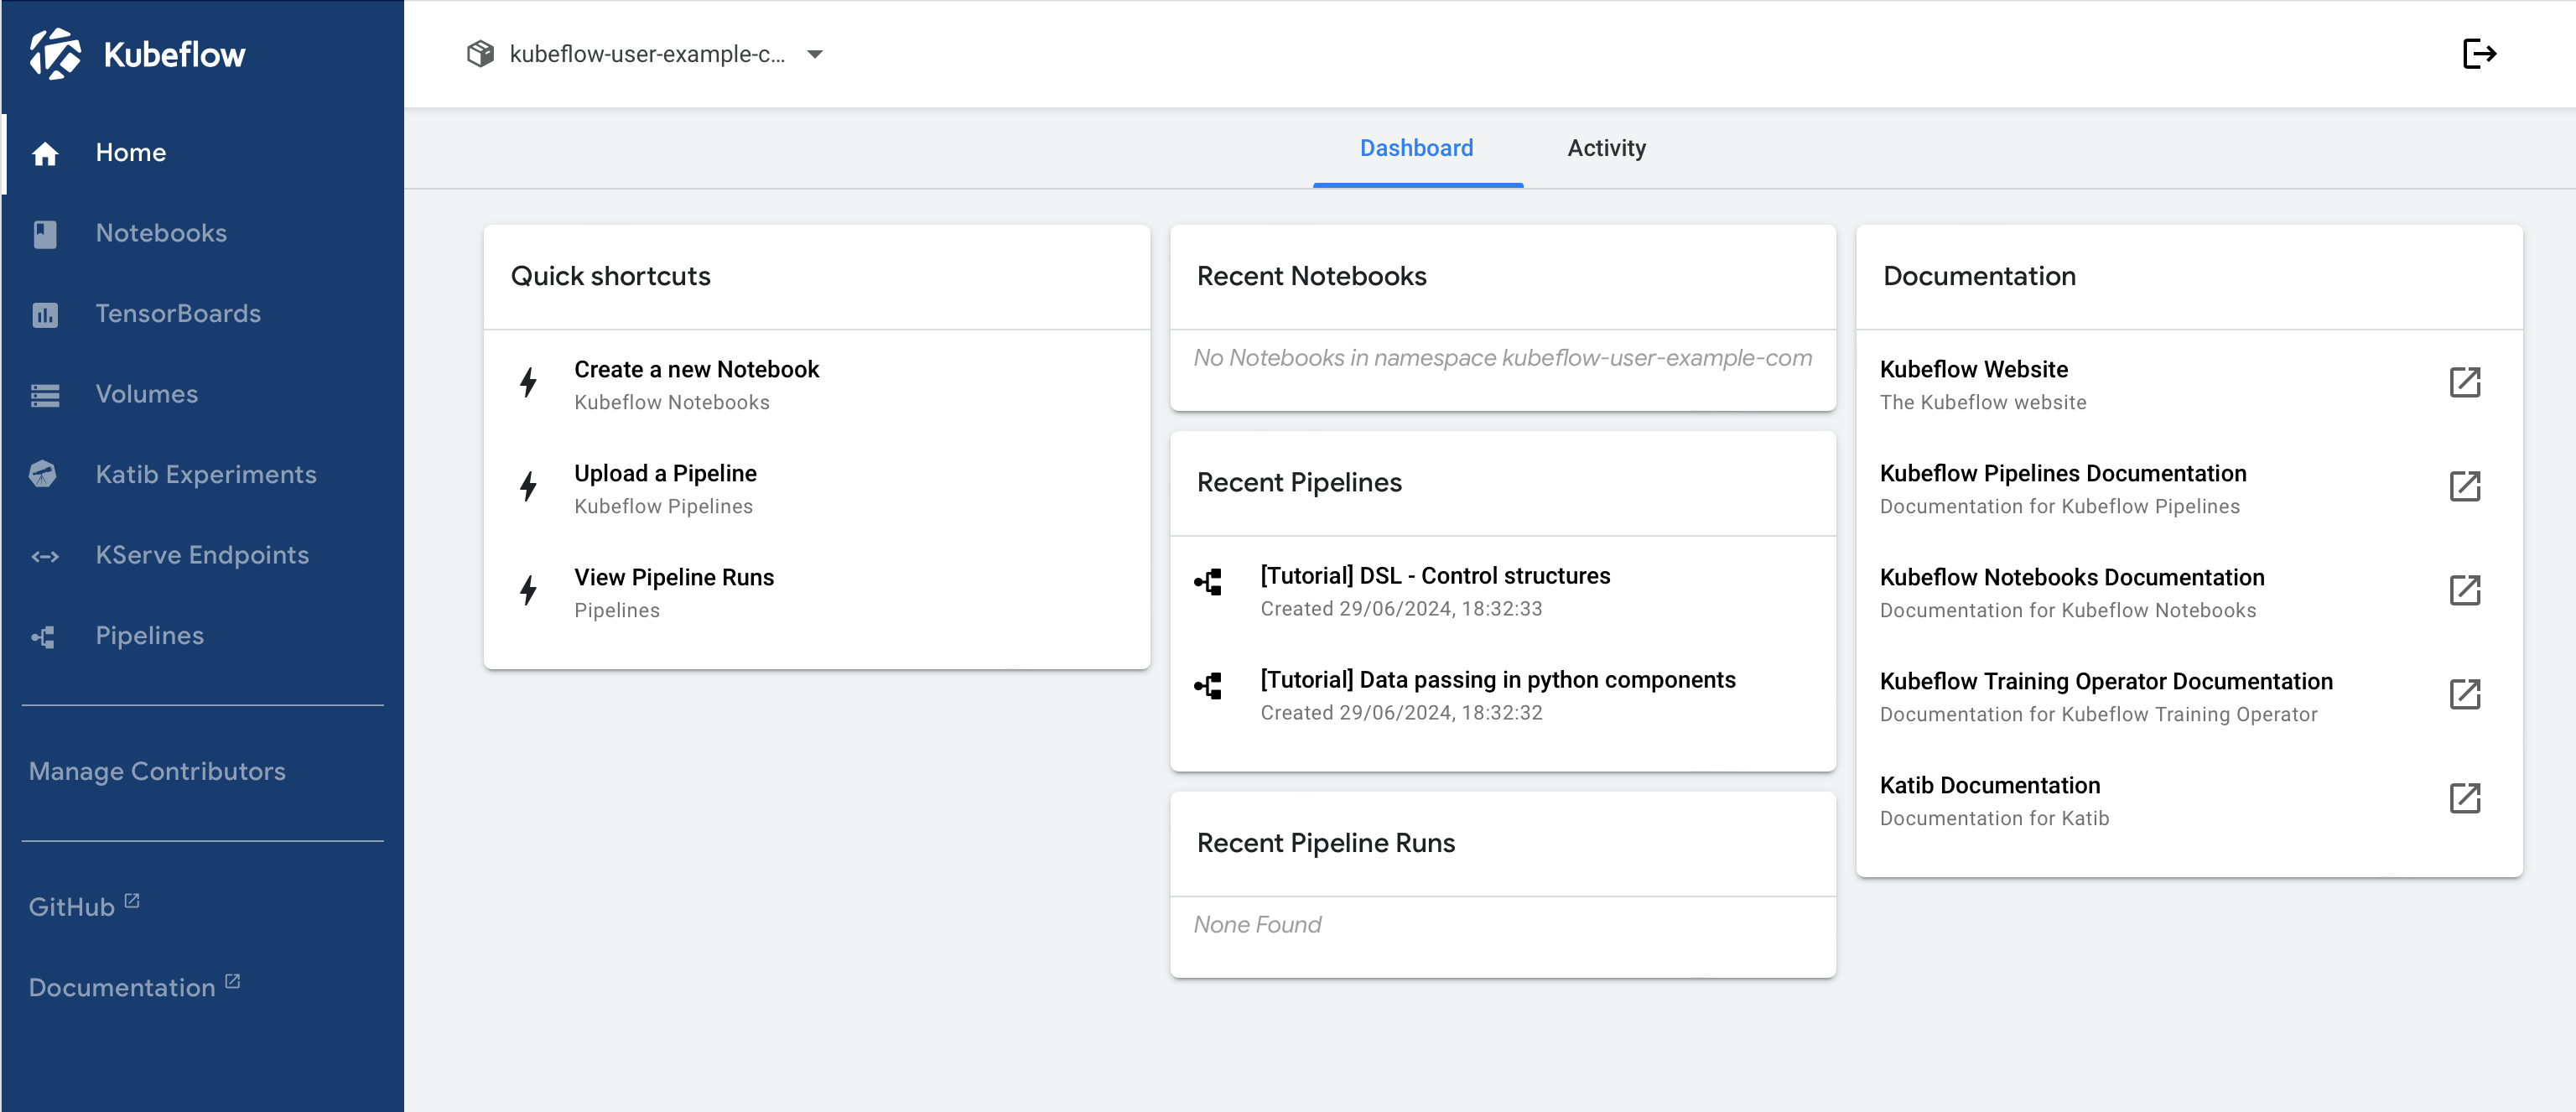 Kubeflow
Home
Notebooks
TensorBoards
Volumes
Katib Experiments
KServe Endpoints
Pipelines
Manage Contributors
GitHub
Documentation
kubeflow-user-example-c...
Dashboard
Activity
Quick shortcuts
Create a new Notebook
Kubeflow Notebooks
Upload a Pipeline
Kubeflow Pipelines
View Pipeline Runs
Pipelines
Recent Notebooks
No Notebooks in namespace kubeflow-user-example-com
Recent Pipelines
[Tutorial] DSL - Control structures
Created 29/06/2024, 18:32:33
[Tutorial] Data passing in python components
Created 29/06/2024, 18:32:32
Recent Pipeline Runs
None Found
Documentation
Kubeflow Website
The Kubeflow website
Kubeflow Pipelines Documentation
Documentation for Kubeflow Pipelines
Kubeflow Notebooks Documentation
Documentation for Kubeflow Notebooks
Kubeflow Training Operator Documentation
Documentation for Kubeflow Training Operator
Katib Documentation
Documentation for Katib